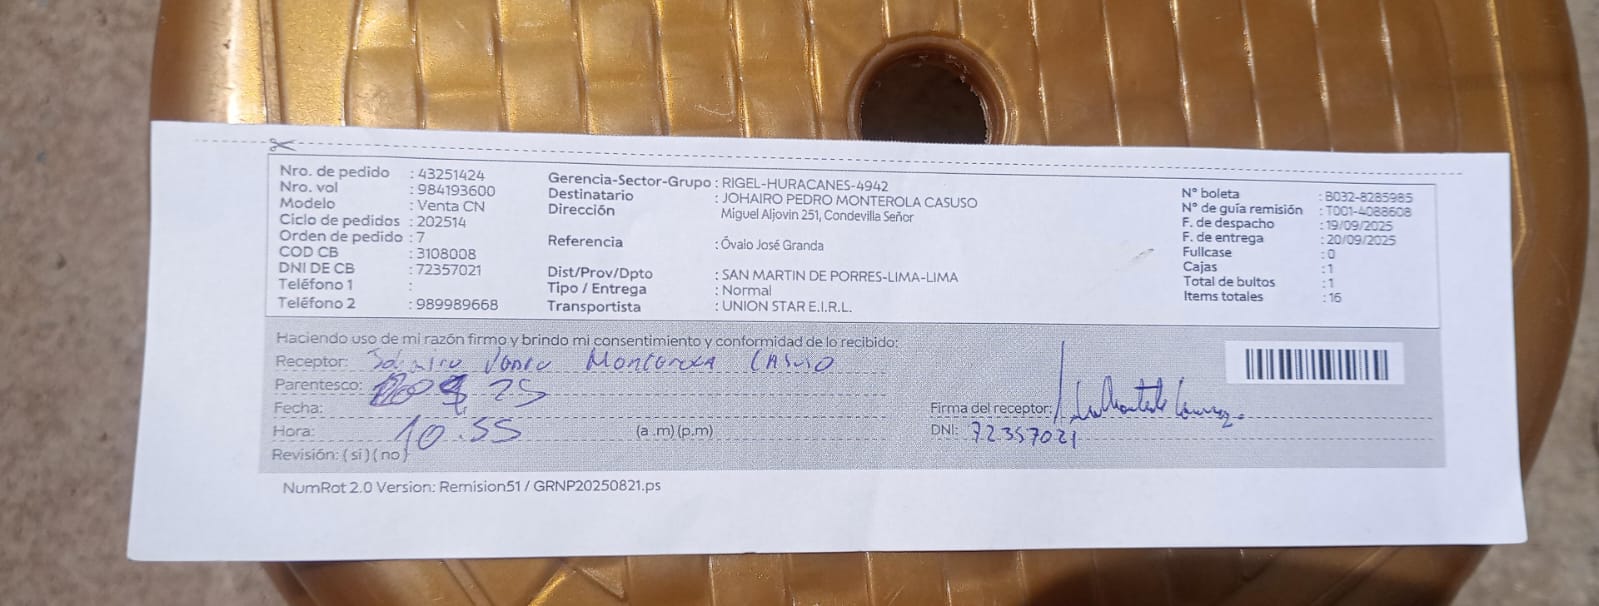 Nro. de pedido : 43251424
Nro. vol : 984193600
Modelo : Venta CN
Ciclo de pedidos : 202514
Orden de pedido : 7
COD CB : 3108008
DNI DE CB : 72357021
Teléfono 1 :
Teléfono 2 : 989989668
Gerencia-Sector-Grupo : RIGEL-HURACANES-4942
Destinatario : JOHAIRO PEDRO MONTEROLA CASUSO
Dirección Miguel Aljovin 251, Condevilla Señor
Referencia : Óvalo José Granda
Dist/Prov/Dpto : SAN MARTIN DE PORRES-LIMA-LIMA
Tipo / Entrega : Normal
Transportista : UNION STAR E.I.R.L.
N° boleta : B032-8285985
N° de guía remisión : T001-4088608
F. de despacho : 19/09/2025
F. de entrega : 20/09/2025
Fullcase : 0
Cajas : 1
Total de bultos : 1
Items totales : 16
Haciendo uso de mi razón firmo y brindo mi consentimiento y conformidad de lo recibido:
Receptor: CASUSO
Parentesco: 25
Fecha:
Hora: 10.55 (a .m) (p.m)
Revisión: ( si ) ( no )
Firma del receptor:
DNI: 72357021
NumRot 2.0 Version: Remision51 / GRNP20250821.ps